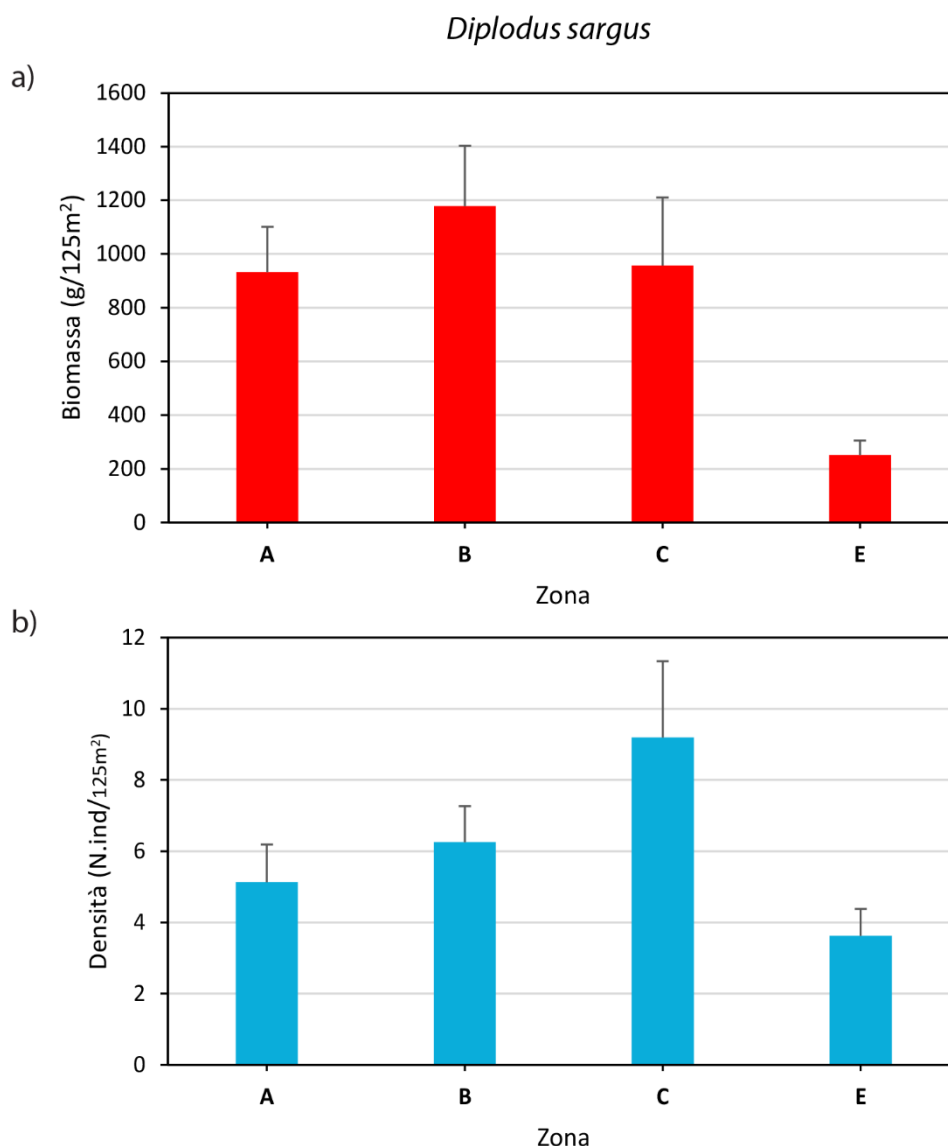 Diplodus sargus
a)
Biomassa (g/125m²)
1600
1400
1200
1000
800
600
400
200
0
A B C E
Zona
b)
Densità (N.ind/125m²)
12
10
8
6
4
2
0
A B C E
Zona